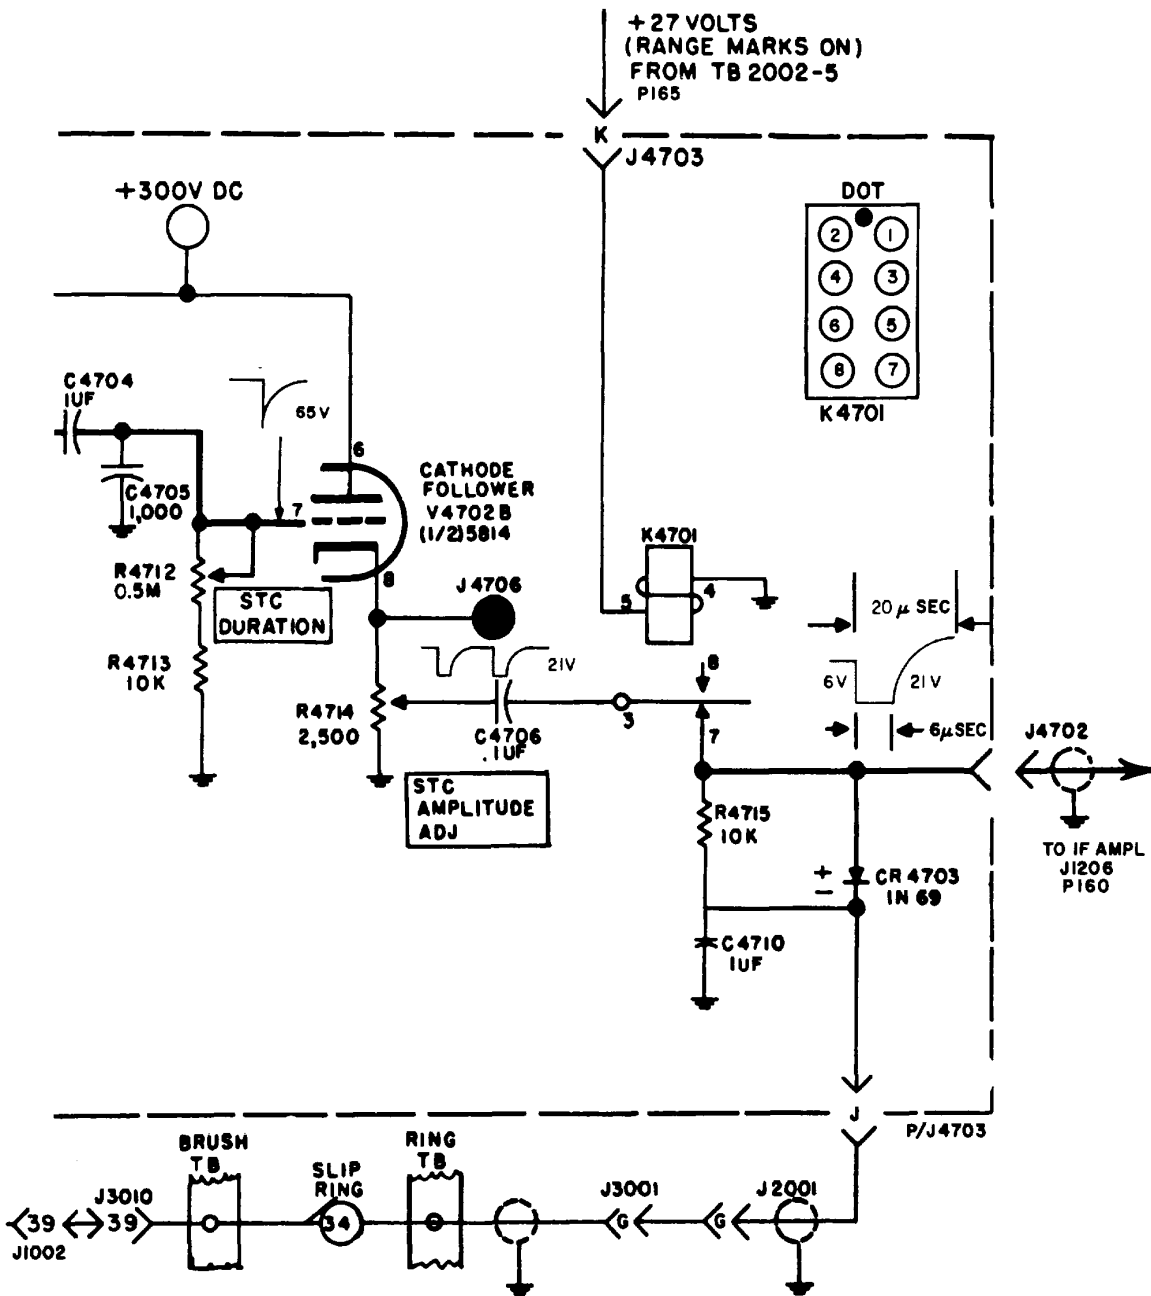 +27 VOLTS
(RANGE MARKS ON)
FROM TB 2002-5
P165
K
J4703
+300V DC
DOT
2
1
4
3
6
5
8
7
K4701
C4704
1UF
65V
6
C4705
1,000
7
CATHODE
FOLLOWER
V4702B
(1/2)5814
8
R4712
0.5M
STC
DURATION
J4706
K4701
5
4
20 μ SEC
R4713
10K
21V
8
6V
21V
R4714
2,500
C4706
.1UF
3
7
6μSEC
J4702
STC
AMPLITUDE
ADJ
R4715
10K
TO IF AMPL
J1206
P160
+
-
CR 4703
IN 69
C4710
1UF
J
P/J4703
BRUSH
TB
RING
TB
SLIP
RING
J3010
J3001
J2001
39
39
34
G
G
J1002